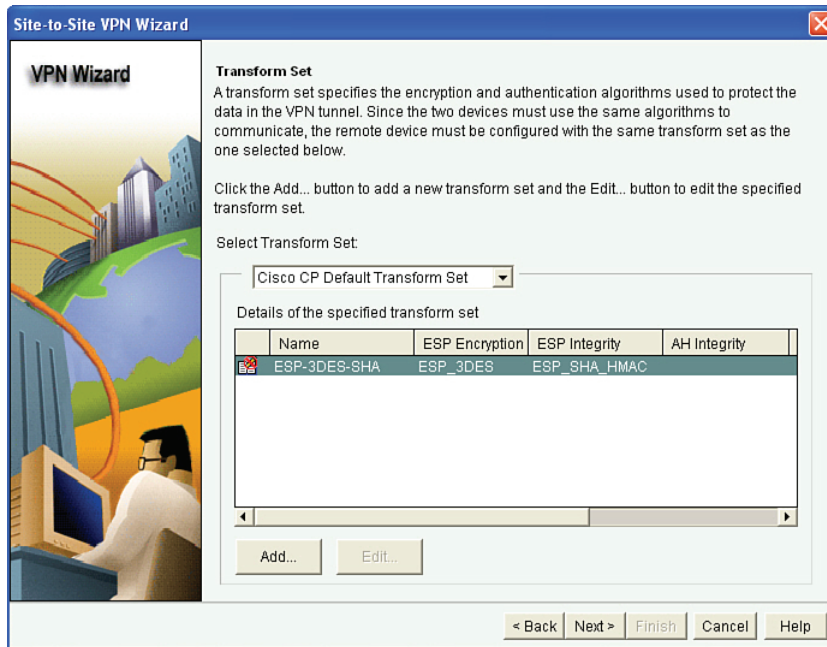 Site-to-Site VPN Wizard
VPN Wizard
Transform Set
A transform set specifies the encryption and authentication algorithms used to protect the
data in the VPN tunnel. Since the two devices must use the same algorithms to
communicate, the remote device must be configured with the same transform set as the
one selected below.
Click the Add... button to add a new transform set and the Edit... button to edit the specified
transform set.
Select Transform Set:
Cisco CP Default Transform Set
Details of the specified transform set
Name ESP Encryption ESP Integrity AH Integrity
ESP-3DES-SHA ESP_3DES ESP_SHA_HMAC
Add... Edit...
< Back Next > Finish Cancel Help